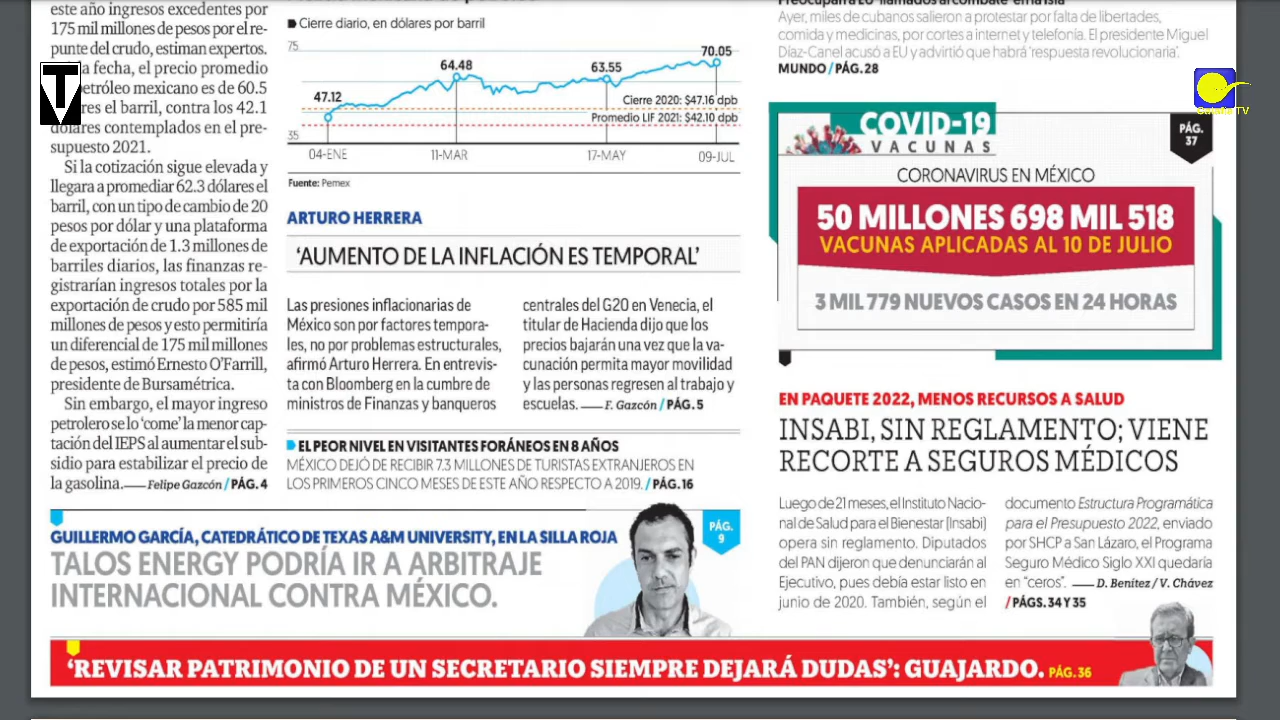 este año ingresos excedentes por
175 mil millones de pesos por el re-
punte del crudo, estiman expertos.
fecha, el precio promedio
petróleo mexicano es de 60.5
res el barril, contra los 42.1
dólares contemplados en el pre-
supuesto 2021.
Si la cotización sigue elevada y
llegara a promediar 62.3 dólares el
barril, con un tipo de cambio de 20
pesos por dólar y una plataforma
de exportación de 1.3 millones de
barriles diarios, las finanzas re-
gistrarían ingresos totales por la
exportación de crudo por 585 mil
millones de pesos y esto permitiría
un diferencial de 175 mil millones
de pesos, estimó Ernesto O'Farrill,
presidente de Bursamétrica.
Sin embargo, el mayor ingreso
petrolero se lo 'come' la menor cap-
tación del IEPS al aumentar el sub-
sidio para estabilizar el precio de
la gasolina. — Felipe Gazcón / PÁG. 4
Cierre diario, en dólares por barril
75
70.05
64.48
63.55
47.12
Cierre 2020: $47.16 dpb
Promedio LIF 2021: $42.10 dpb
35
04-ENE
11-MAR
17-MAY
09-JUL
Fuente: Pemex
ARTURO HERRERA
'AUMENTO DE LA INFLACIÓN ES TEMPORAL'
Las presiones inflacionarias de
México son por factores tempora-
les, no por problemas estructurales,
afirmó Arturo Herrera. En entrevis-
ta con Bloomberg en la cumbre de
ministros de Finanzas y banqueros
centrales del G20 en Venecia, el
titular de Hacienda dijo que los
precios bajarán una vez que la va-
cunación permita mayor movilidad
y las personas regresen al trabajo y
escuelas. — F. Gazcón / PÁG. 5
EL PEOR NIVEL EN VISITANTES FORÁNEOS EN 8 AÑOS
MÉXICO DEJÓ DE RECIBIR 7.3 MILLONES DE TURISTAS EXTRANJEROS EN
LOS PRIMEROS CINCO MESES DE ESTE AÑO RESPECTO A 2019. / PÁG. 16
GUILLERMO GARCÍA, CATEDRÁTICO DE TEXAS A&M UNIVERSITY, EN LA SILLA ROJA
TALOS ENERGY PODRÍA IR A ARBITRAJE
INTERNACIONAL CONTRA MÉXICO.
PÁG.
9
Ayer, miles de cubanos salieron a protestar por falta de libertades,
comida y medicinas, por cortes a internet y telefonía. El presidente Miguel
Díaz-Canel acusó a EU y advirtió que habrá 'respuesta revolucionaria'.
MUNDO / PÁG. 28
COVID-19
VACUNAS
PÁG.
37
CORONAVIRUS EN MÉXICO
50 MILLONES 698 MIL 518
VACUNAS APLICADAS AL 10 DE JULIO
3 MIL 779 NUEVOS CASOS EN 24 HORAS
EN PAQUETE 2022, MENOS RECURSOS A SALUD
INSABI, SIN REGLAMENTO; VIENE
RECORTE A SEGUROS MÉDICOS
Luego de 21 meses, el Instituto Nacio-
nal de Salud para el Bienestar (Insabi)
opera sin reglamento. Diputados
del PAN dijeron que denunciarán al
Ejecutivo, pues debía estar listo en
junio de 2020. También, según el
documento Estructura Programática
para el Presupuesto 2022, enviado
por SHCP a San Lázaro, el Programa
Seguro Médico Siglo XXI quedaría
en "ceros". — D. Benítez / V. Chávez
/ PÁGS. 34 Y 35
'REVISAR PATRIMONIO DE UN SECRETARIO SIEMPRE DEJARÁ DUDAS': GUAJARDO. PÁG. 36